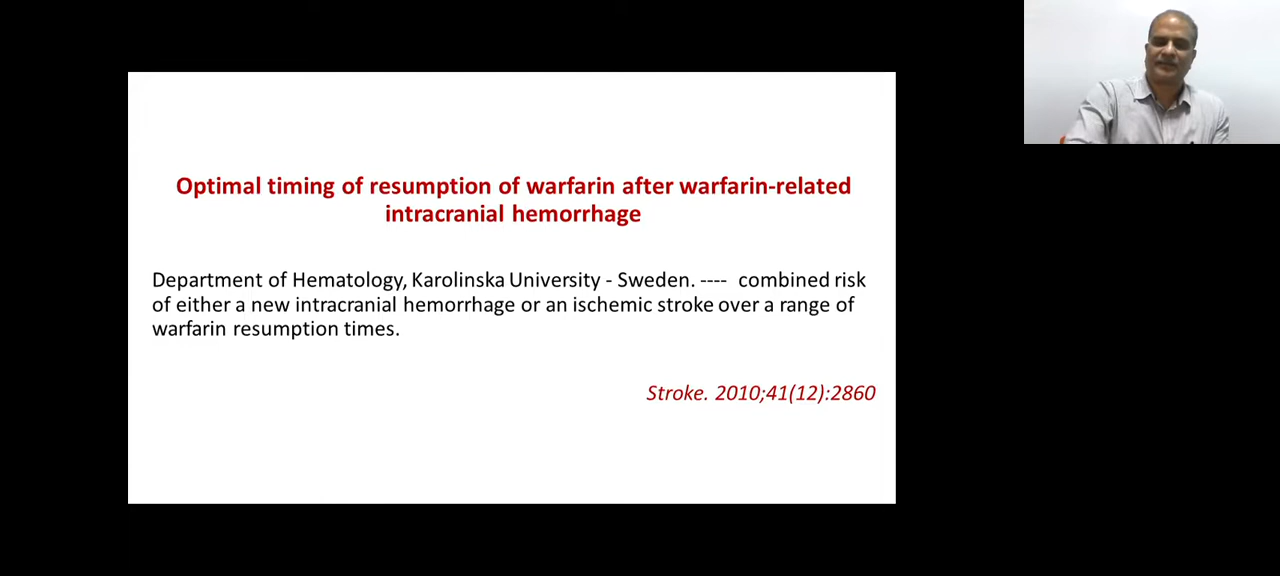 Optimal timing of resumption of warfarin after warfarin-related
intracranial hemorrhage
Department of Hematology, Karolinska University - Sweden. ---- combined risk
of either a new intracranial hemorrhage or an ischemic stroke over a range of
warfarin resumption times.
Stroke. 2010;41(12):2860